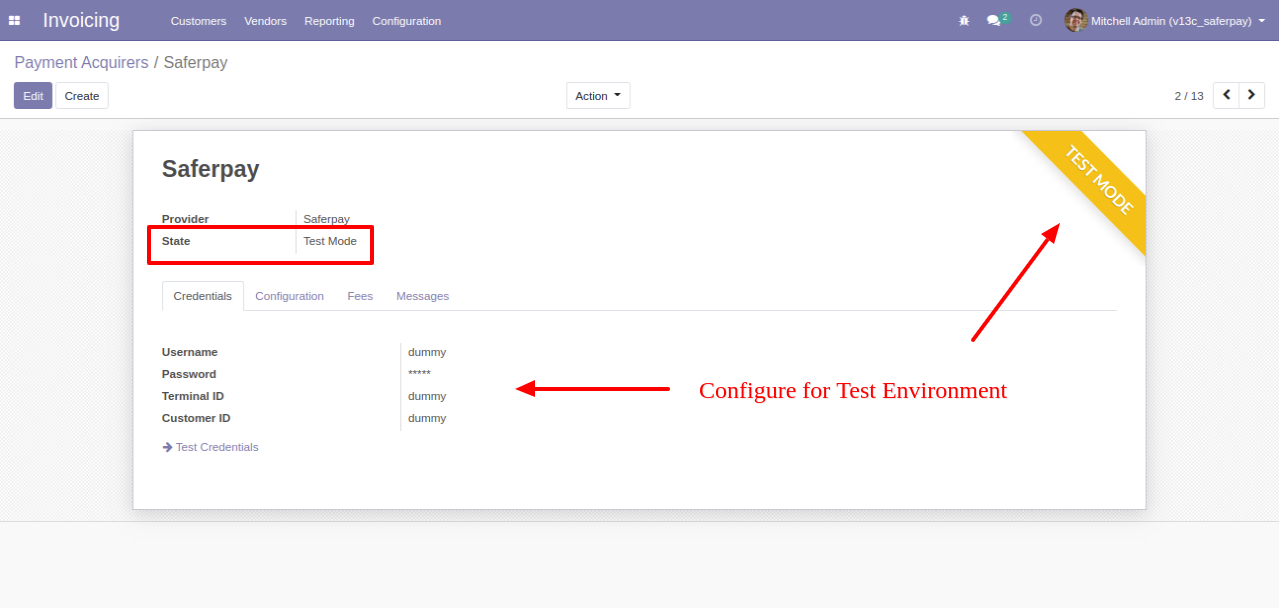 Invoicing Customers Vendors Reporting Configuration 2 Mitchell Admin (v13c_saferpay)
Payment Acquirers / Saferpay
Edit Create Action 2 / 13
TEST MODE
Saferpay
Provider Saferpay
State Test Mode
Credentials Configuration Fees Messages
Username dummy
Password *****
Configure for Test Environment
Terminal ID dummy
Customer ID dummy
Test Credentials